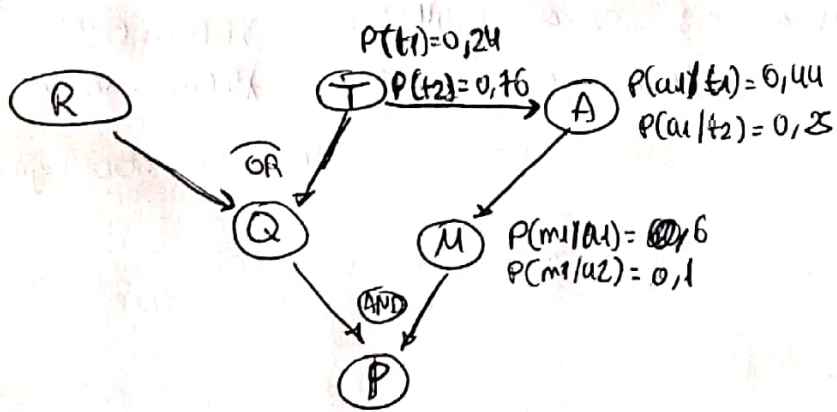 P(t1)=0,24
R
T
P(t2)=0,76
A
P(a1/t1)=0,44
P(a1/t2)=0,25
OR
Q
M
P(m1/a1)=0,6
P(m1/a2)=0,1
AND
P